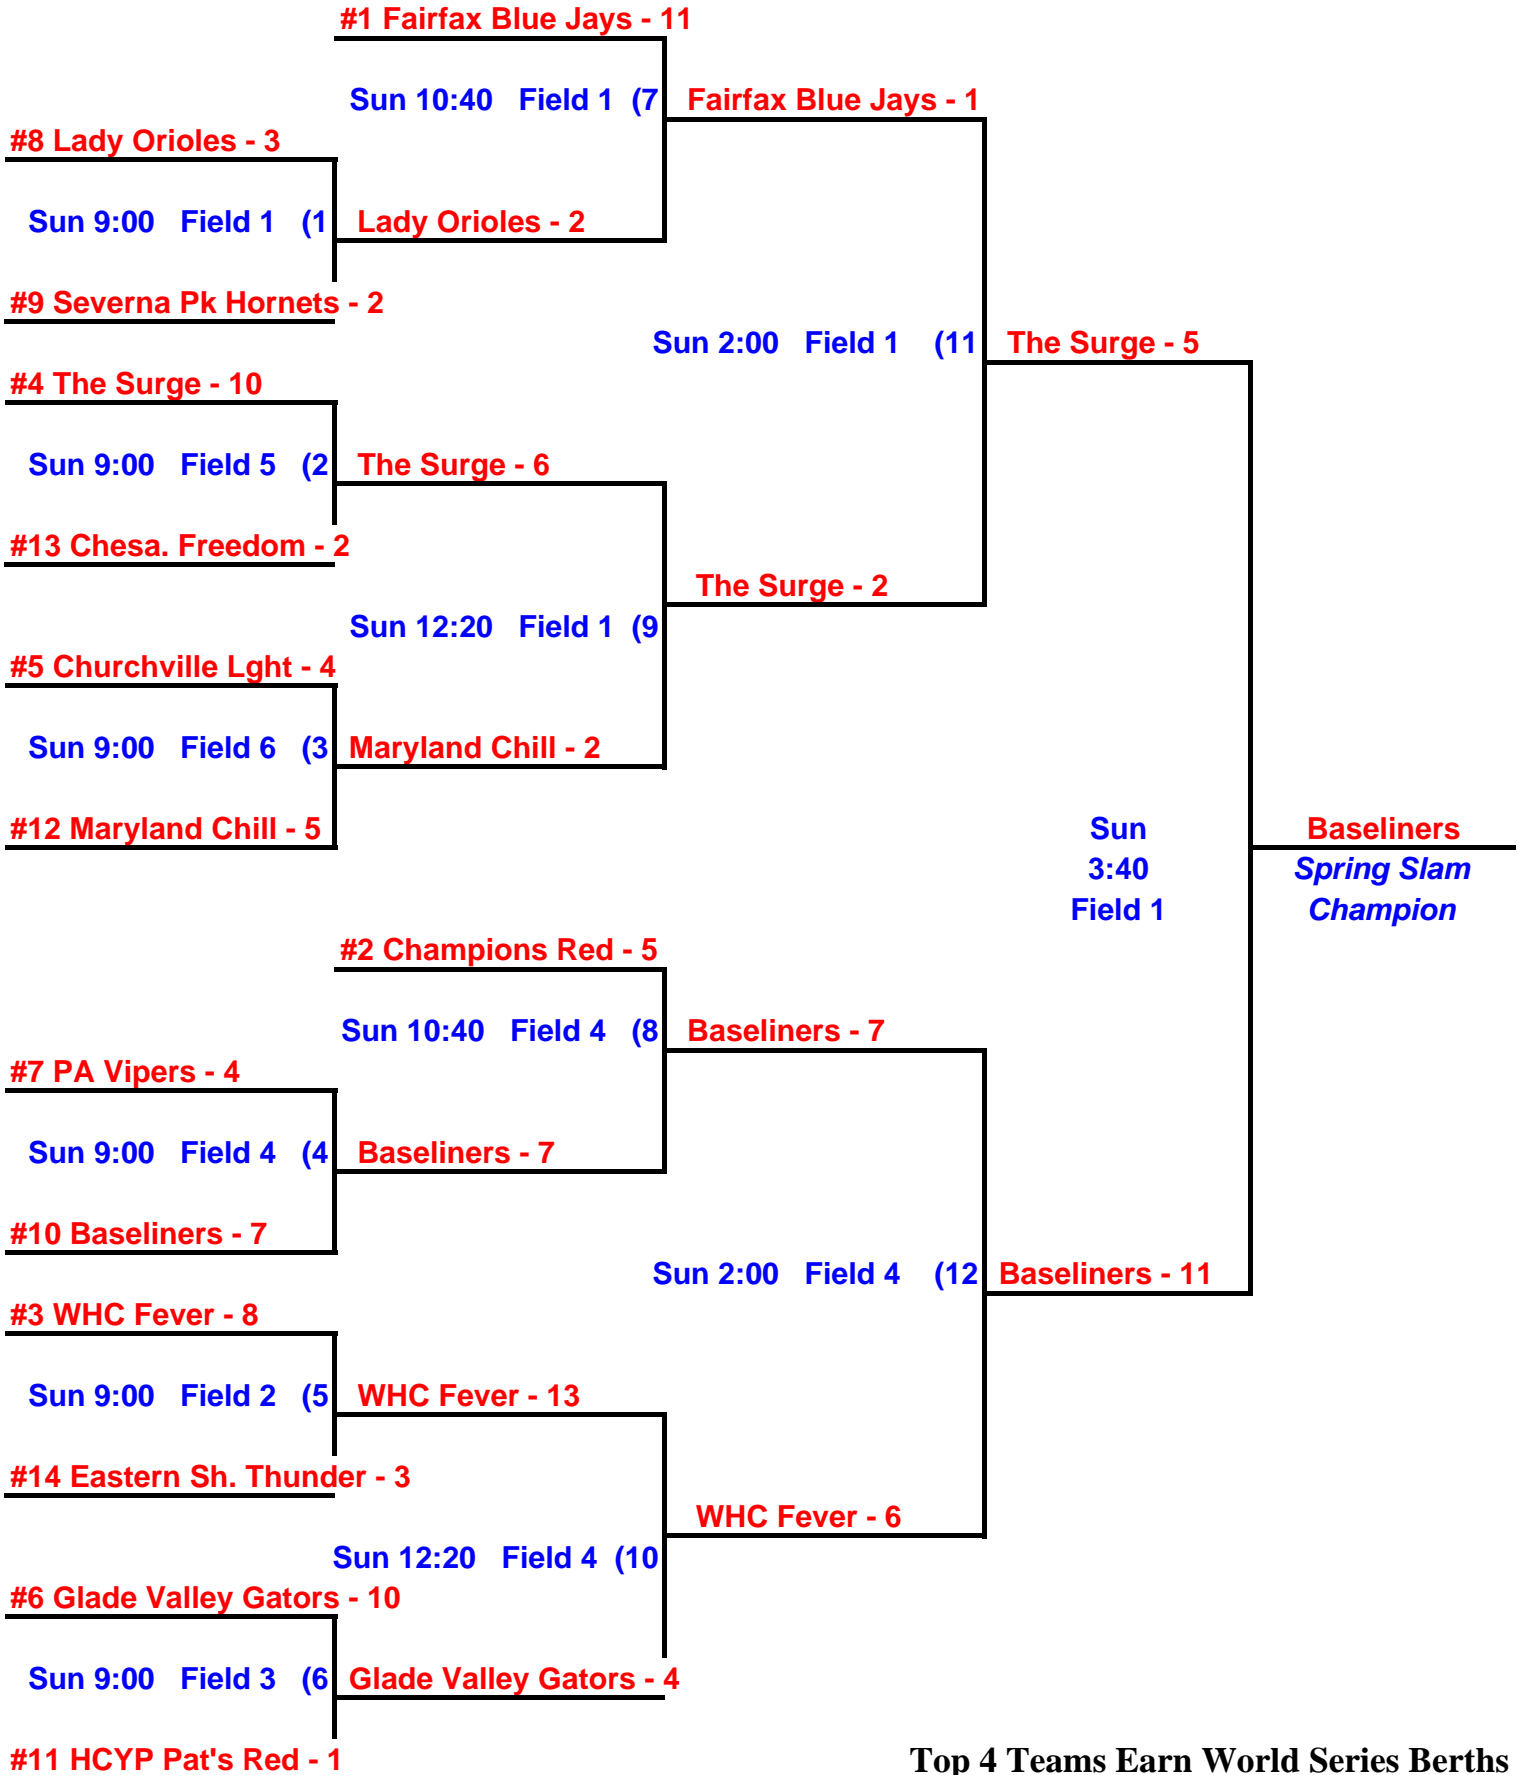 #1 Fairfax Blue Jays - 11
Sun 10:40 Field 1 (7
Fairfax Blue Jays - 1
#8 Lady Orioles - 3
Sun 9:00 Field 1 (1
Lady Orioles - 2
#9 Severna Pk Hornets - 2
Sun 2:00 Field 1 (11
The Surge - 5
#4 The Surge - 10
Sun 9:00 Field 5 (2
The Surge - 6
#13 Chesa. Freedom - 2
The Surge - 2
Sun 12:20 Field 1 (9
#5 Churchville Lght - 4
Sun 9:00 Field 6 (3
Maryland Chill - 2
#12 Maryland Chill - 5
Sun
3:40
Field 1
Baseliners
Spring Slam
Champion
#2 Champions Red - 5
Sun 10:40 Field 4 (8
Baseliners - 7
#7 PA Vipers - 4
Sun 9:00 Field 4 (4
Baseliners - 7
#10 Baseliners - 7
Sun 2:00 Field 4 (12
Baseliners - 11
#3 WHC Fever - 8
Sun 9:00 Field 2 (5
WHC Fever - 13
#14 Eastern Sh. Thunder - 3
WHC Fever - 6
Sun 12:20 Field 4 (10
#6 Glade Valley Gators - 10
Sun 9:00 Field 3 (6
Glade Valley Gators - 4
#11 HCYP Pat's Red - 1
Top 4 Teams Earn World Series Berths